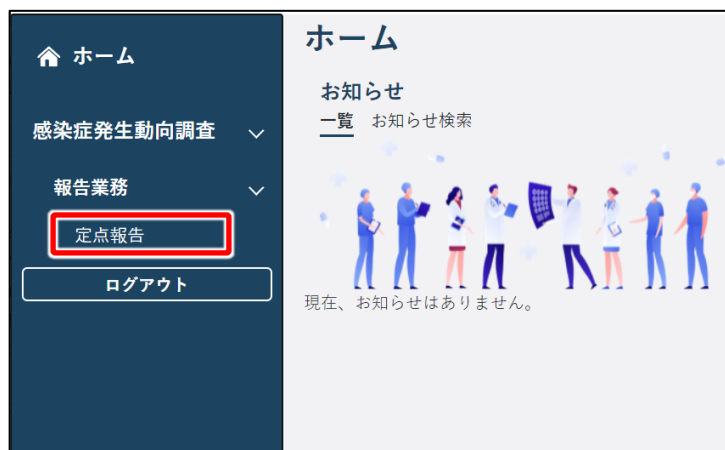 ホーム
感染症発生動向調査
報告業務
定点報告
ログアウト
ホーム
お知らせ
一覧 お知らせ検索
現在、お知らせはありません。